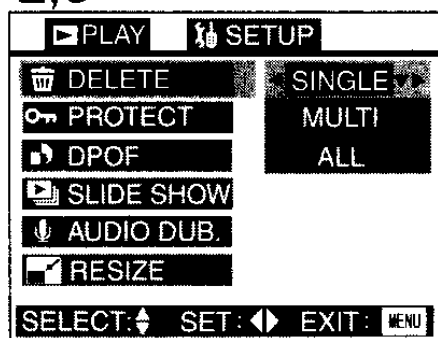 PLAY SETUP
DELETE SINGLE
PROTECT MULTI
DPOF ALL
SLIDE SHOW
AUDIO DUB.
RESIZE
SELECT: SET: EXIT: MENU